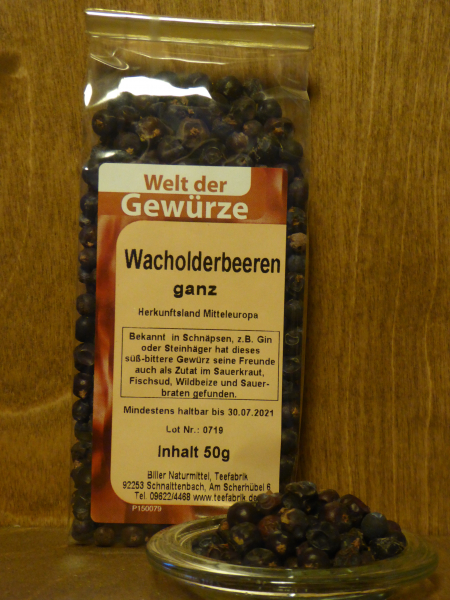 Welt der
Gewürze
Wacholderbeeren
ganz
Herkunftsland Mitteleuropa
Bekannt in Schnäpsen, z.B. Gin
oder Steinhäger hat dieses
süß-bittere Gewürz seine Freunde
auch als Zutat im Sauerkraut,
Fischsud, Wildbeize und Sauer-
braten gefunden.
Mindestens haltbar bis 30.07.2021
Lot Nr.: 0719
Inhalt 50g
Biller Naturmittel, Teefabrik
92253 Schnaittenbach, Am Scherhübel 6
Tel. 09622/4468 www.teefabrik.de
P150079